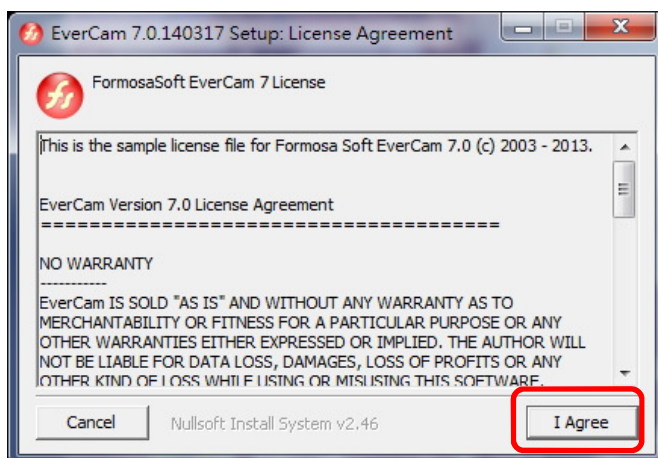 EverCam 7.0.140317 Setup: License Agreement
FormosaSoft EverCam 7 License
This is the sample license file for Formosa Soft EverCam 7.0 (c) 2003 - 2013.
EverCam Version 7.0 License Agreement
========================================
NO WARRANTY
-----------
EverCam IS SOLD "AS IS" AND WITHOUT ANY WARRANTY AS TO
MERCHANTABILITY OR FITNESS FOR A PARTICULAR PURPOSE OR ANY
OTHER WARRANTIES EITHER EXPRESSED OR IMPLIED. THE AUTHOR WILL
NOT BE LIABLE FOR DATA LOSS, DAMAGES, LOSS OF PROFITS OR ANY
OTHER KIND OF LOSS WHILE USING OR MISUSING THIS SOFTWARE.
Cancel
Nullsoft Install System v2.46
I Agree